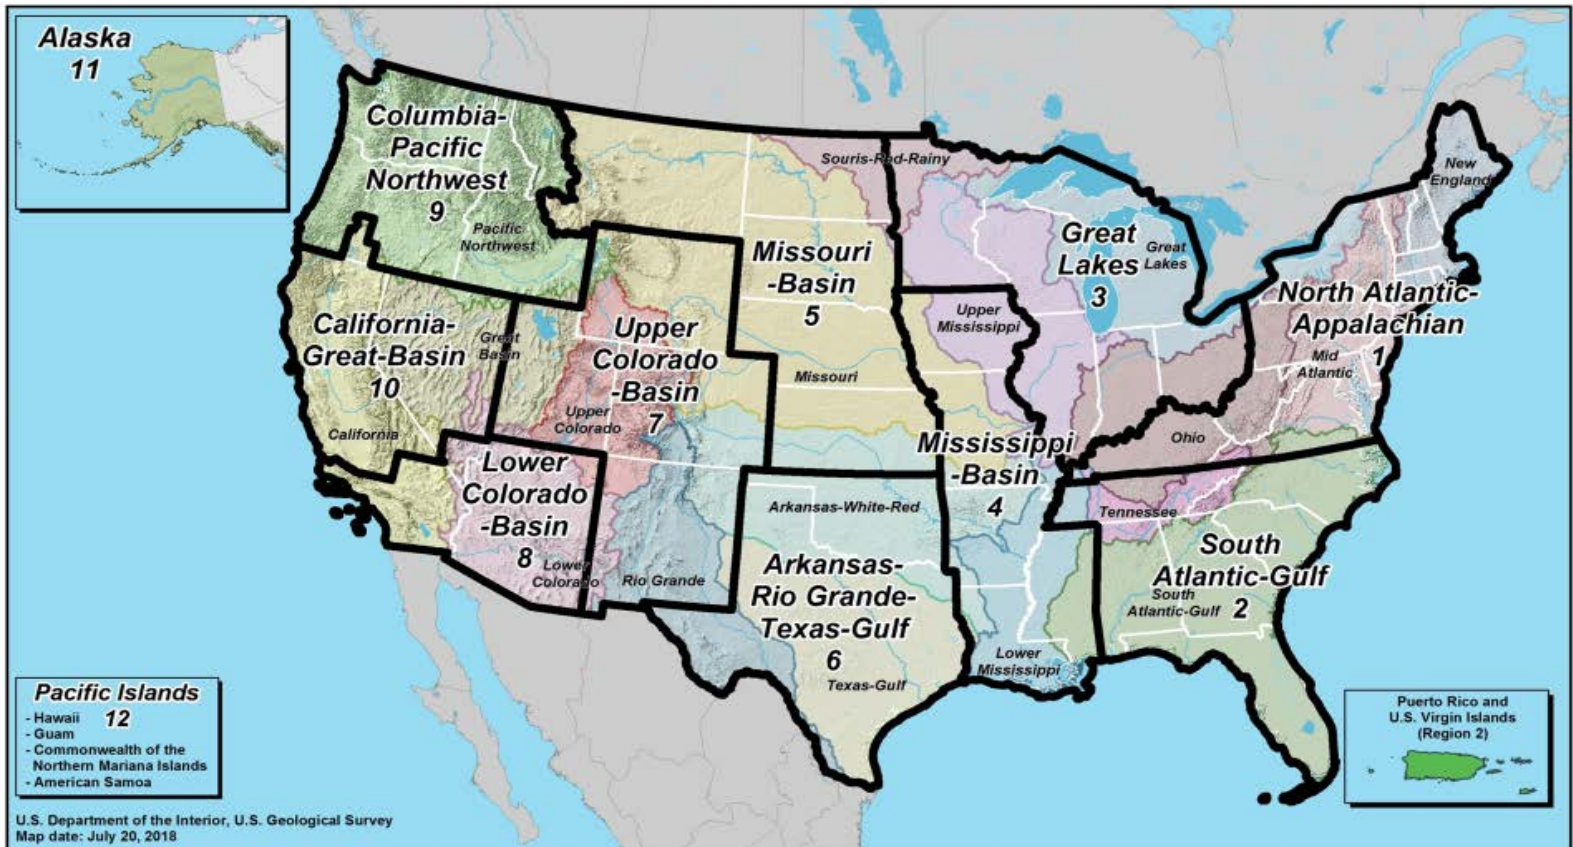 Alaska
11
Columbia-
Pacific
Northwest
9
Pacific
Northwest
Souris-Red-Rainy
New
England
Missouri
-Basin
5
Missouri
Great
Lakes
3
Great
Lakes
North Atlantic-
Appalachian
1
Mid
Atlantic
Upper
Mississippi
California-
Great-Basin
10
Great
Basin
California
Upper
Colorado
-Basin
7
Upper
Colorado
Ohio
Mississippi
-Basin
4
Lower
Colorado
-Basin
8
Lower
Colorado
Rio Grande
Arkansas-White-Red
Arkansas-
Rio Grande-
Texas-Gulf
6
Texas-Gulf
Tennessee
South
Atlantic-Gulf
2
South
Atlantic-Gulf
Lower
Mississippi
Pacific Islands
12
- Hawaii
- Guam
- Commonwealth of the
Northern Mariana Islands
- American Samoa
Puerto Rico and
U.S. Virgin Islands
(Region 2)
U.S. Department of the Interior, U.S. Geological Survey
Map date: July 20, 2018